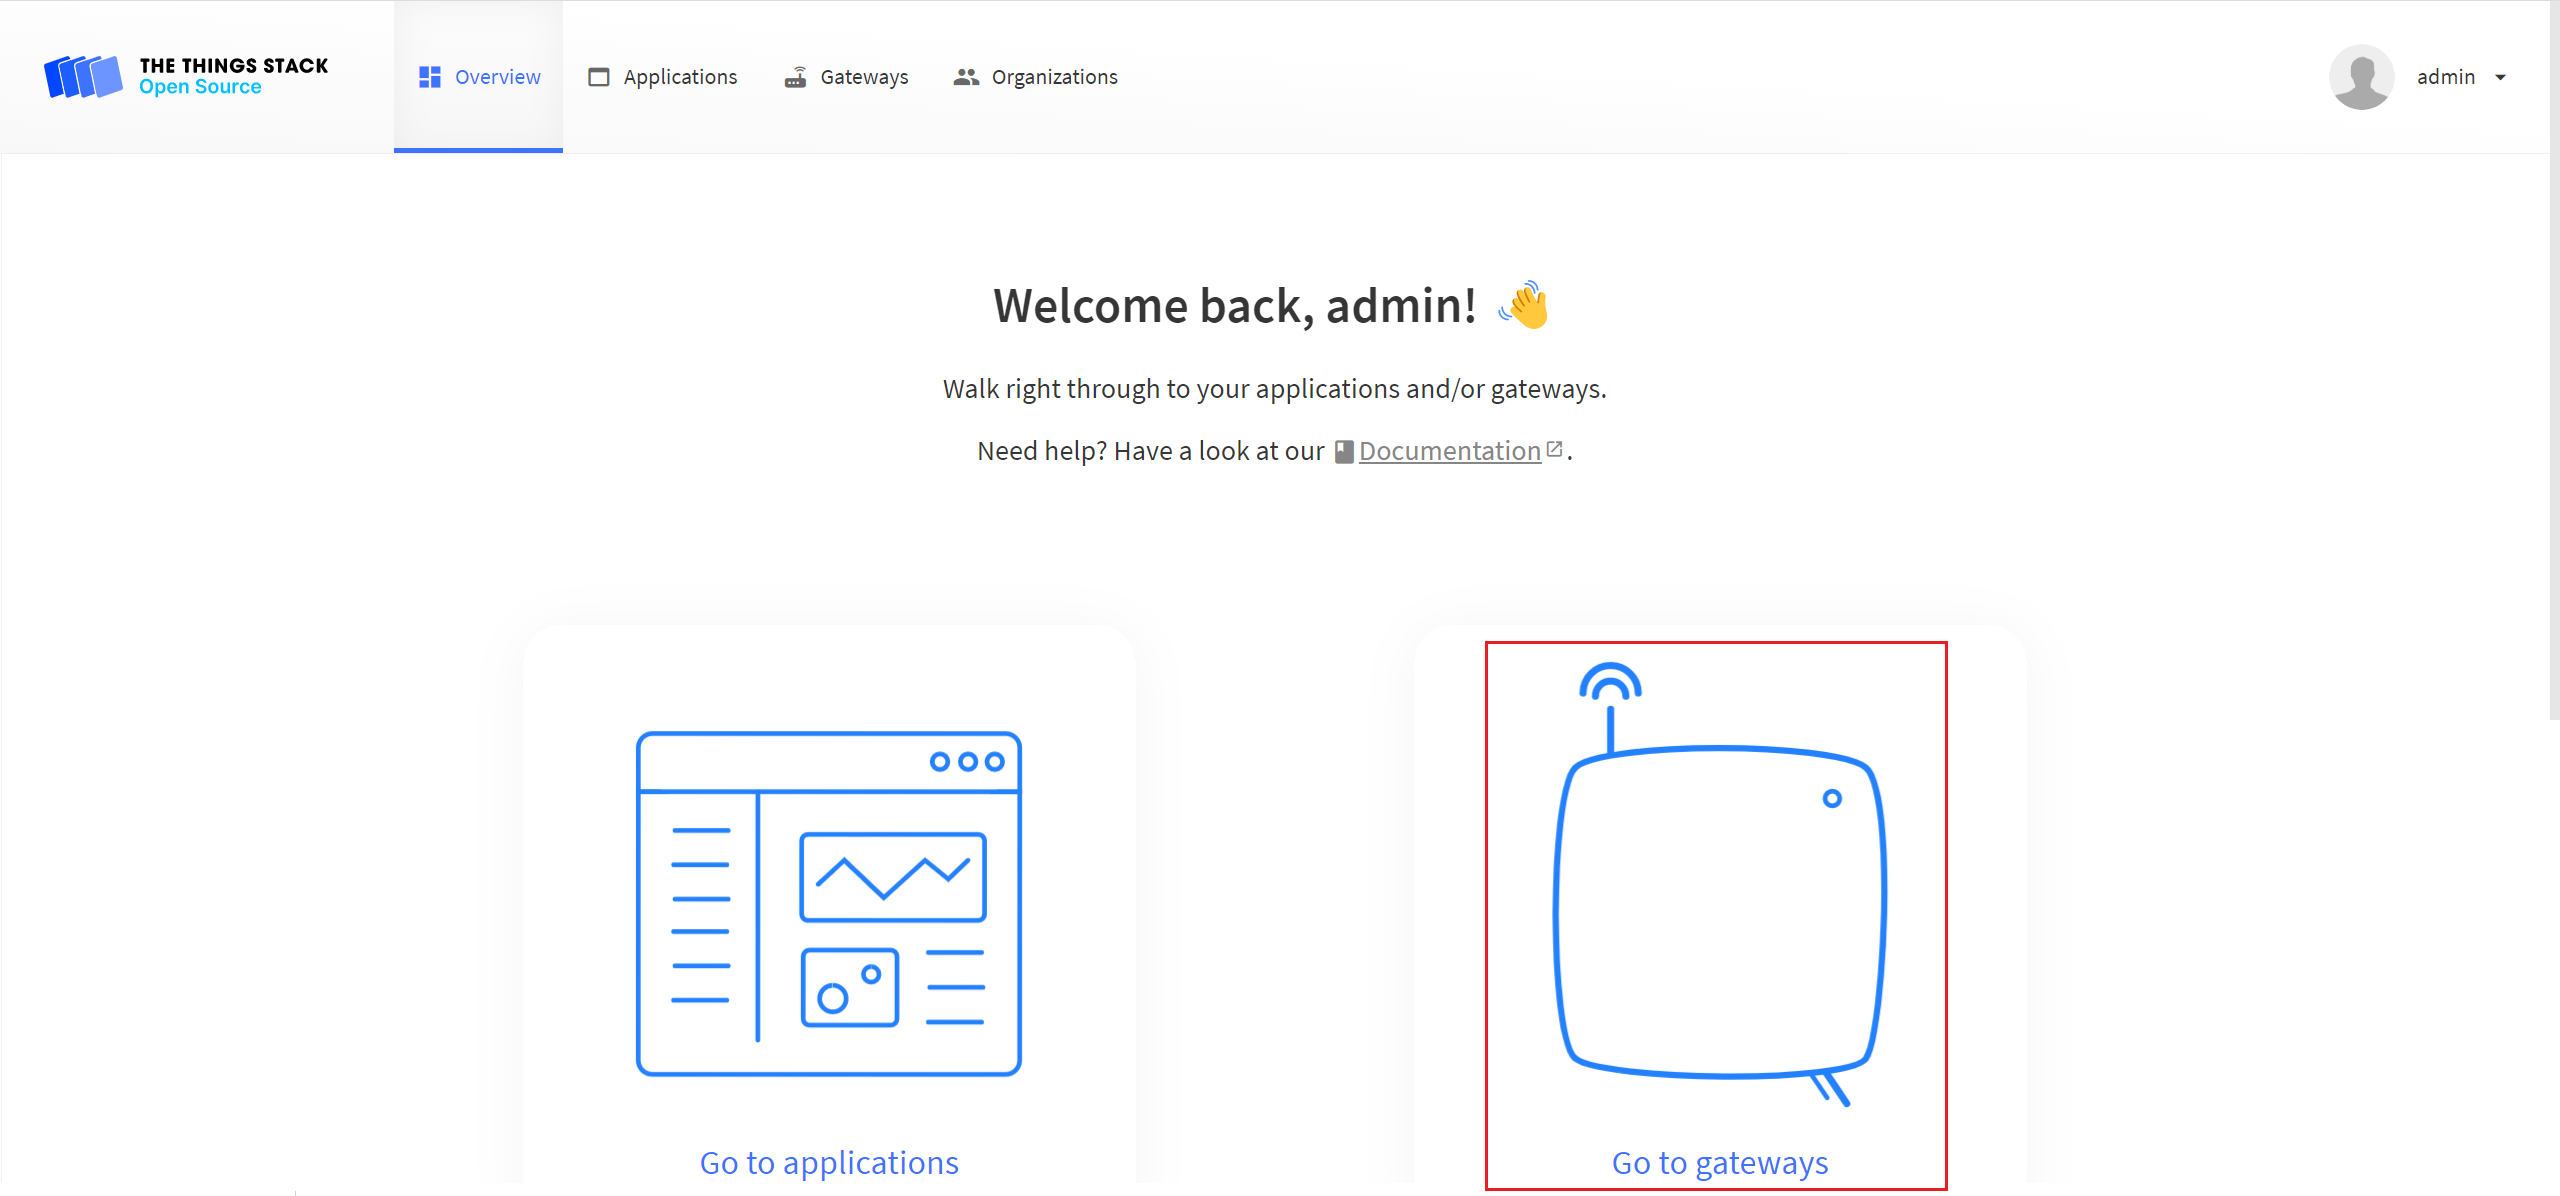 THE THINGS STACK
Open Source
Overview
Applications
Gateways
Organizations
admin
Welcome back, admin! 👋
Walk right through to your applications and/or gateways.
Need help? Have a look at our Documentation.
Go to applications
Go to gateways